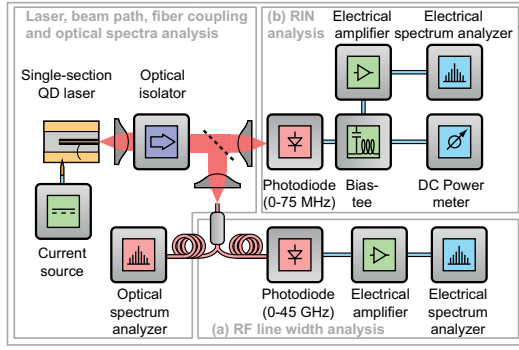 Laser, beam path, fiber coupling
and optical spectra analysis
Single-section
QD laser
Optical
isolator
Current
source
Optical
spectrum
analyzer
(b) RIN
analysis
Electrical
amplifier
Electrical
spectrum analyzer
Photodiode
(0-75 MHz)
Bias-
tee
DC Power
meter
Photodiode
(0-45 GHz)
Electrical
amplifier
Electrical
spectrum
analyzer
(a) RF line width analysis